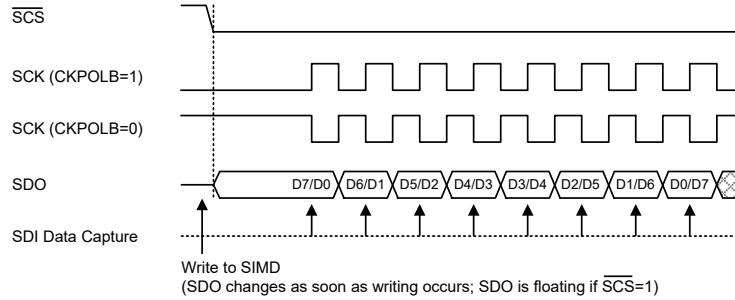 SCS
SCK (CKPOLB=1)
SCK (CKPOLB=0)
SDO D7/D0 D6/D1 D5/D2 D4/D3 D3/D4 D2/D5 D1/D6 D0/D7
SDI Data Capture
Write to SIMD
(SDO changes as soon as writing occurs; SDO is floating if SCS=1)